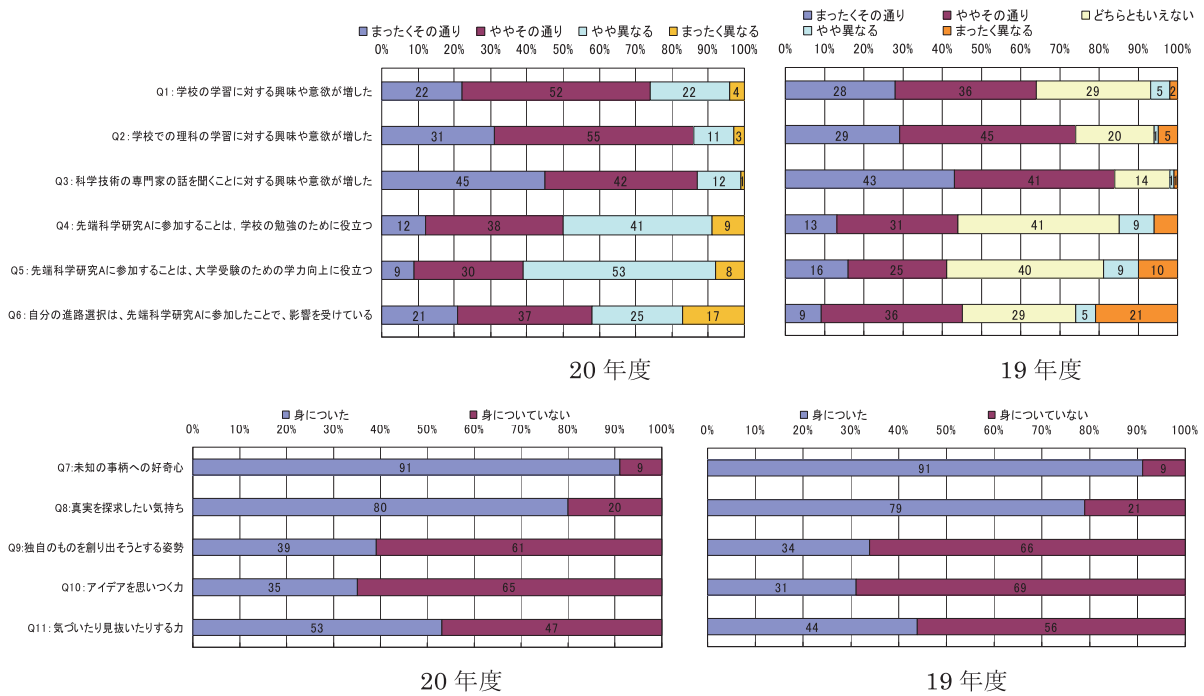 ■まったくその通り ■ややその通り ■やや異なる ■まったく異なる
0% 10% 20% 30% 40% 50% 60% 70% 80% 90% 100%
Q1：学校の学習に対する興味や意欲が増した
22 52 22 4
Q2：学校での理科の学習に対する興味や意欲が増した
31 55 11 3
Q3：科学技術の専門家の話を聞くことに対する興味や意欲が増した
45 42 12 1
Q4：先端科学研究Aに参加することは，学校の勉強のために役立つ
12 38 41 9
Q5：先端科学研究Aに参加することは、大学受験のための学力向上に役立つ
9 30 53 8
Q6：自分の進路選択は、先端科学研究Aに参加したことで、影響を受けている
21 37 25 17
20 年度
■まったくその通り ■ややその通り □どちらともいえない
□やや異なる ■まったく異なる
0% 10% 20% 30% 40% 50% 60% 70% 80% 90% 100%
28 36 29 5 2
29 45 20 1 5
43 41 14 1 1
13 31 41 9
16 25 40 9 10
9 36 29 5 21
19 年度
■身についた ■身についていない
0% 10% 20% 30% 40% 50% 60% 70% 80% 90% 100%
Q7:未知の事柄への好奇心
91 9
Q8:真実を探求したい気持ち
80 20
Q9:独自のものを創り出そうとする姿勢
39 61
Q10：アイデアを思いつく力
35 65
Q11：気づいたり見抜いたりする力
53 47
20 年度
■身についた ■身についていない
0% 10% 20% 30% 40% 50% 60% 70% 80% 90% 100%
91 9
79 21
34 66
31 69
44 56
19 年度